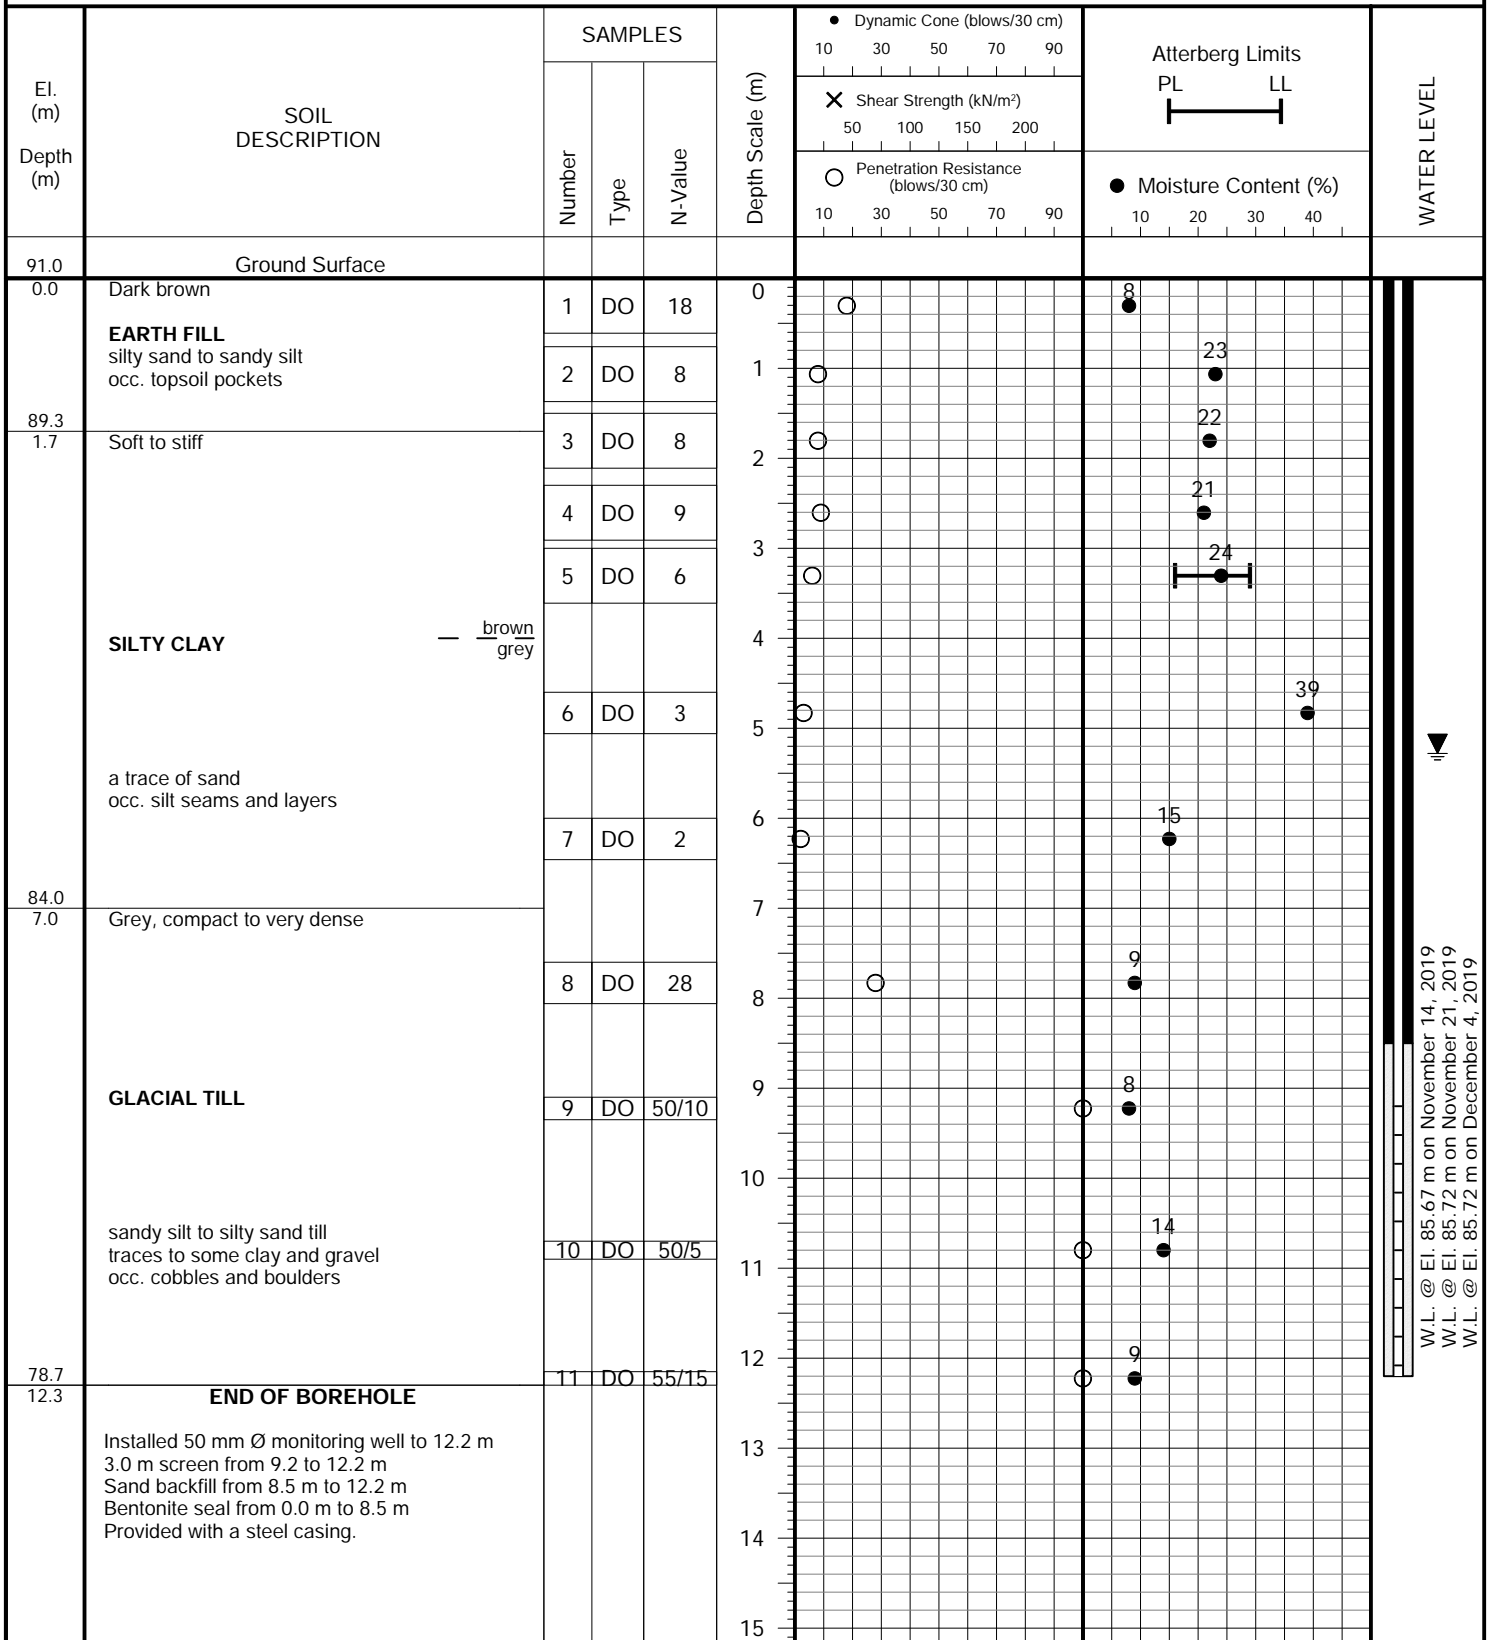 El.
(m)
Depth
(m)
SOIL
DESCRIPTION
SAMPLES
Number
Type
N-Value
Depth Scale (m)
Dynamic Cone (blows/30 cm)
10 30 50 70 90
Shear Strength (kN/m²)
50 100 150 200
Penetration Resistance
(blows/30 cm)
10 30 50 70 90
Atterberg Limits
PL LL
Moisture Content (%)
10 20 30 40
WATER LEVEL
91.0 Ground Surface
0.0 Dark brown
EARTH FILL
silty sand to sandy silt
occ. topsoil pockets
89.3
1.7 Soft to stiff
SILTY CLAY
brown
grey
a trace of sand
occ. silt seams and layers
84.0
7.0 Grey, compact to very dense
GLACIAL TILL
sandy silt to silty sand till
traces to some clay and gravel
occ. cobbles and boulders
78.7
12.3 END OF BOREHOLE
Installed 50 mm Ø monitoring well to 12.2 m
3.0 m screen from 9.2 to 12.2 m
Sand backfill from 8.5 m to 12.2 m
Bentonite seal from 0.0 m to 8.5 m
Provided with a steel casing.
1 DO 18
2 DO 8
3 DO 8
4 DO 9
5 DO 6
6 DO 3
7 DO 2
8 DO 28
9 DO 50/10
10 DO 50/5
11 DO 55/15
0
1
2
3
4
5
6
7
8
9
10
11
12
13
14
15
8
23
22
21
24
39
15
9
8
14
9
W.L. @ El. 85.67 m on November 14, 2019
W.L. @ El. 85.72 m on November 21, 2019
W.L. @ El. 85.72 m on December 4, 2019